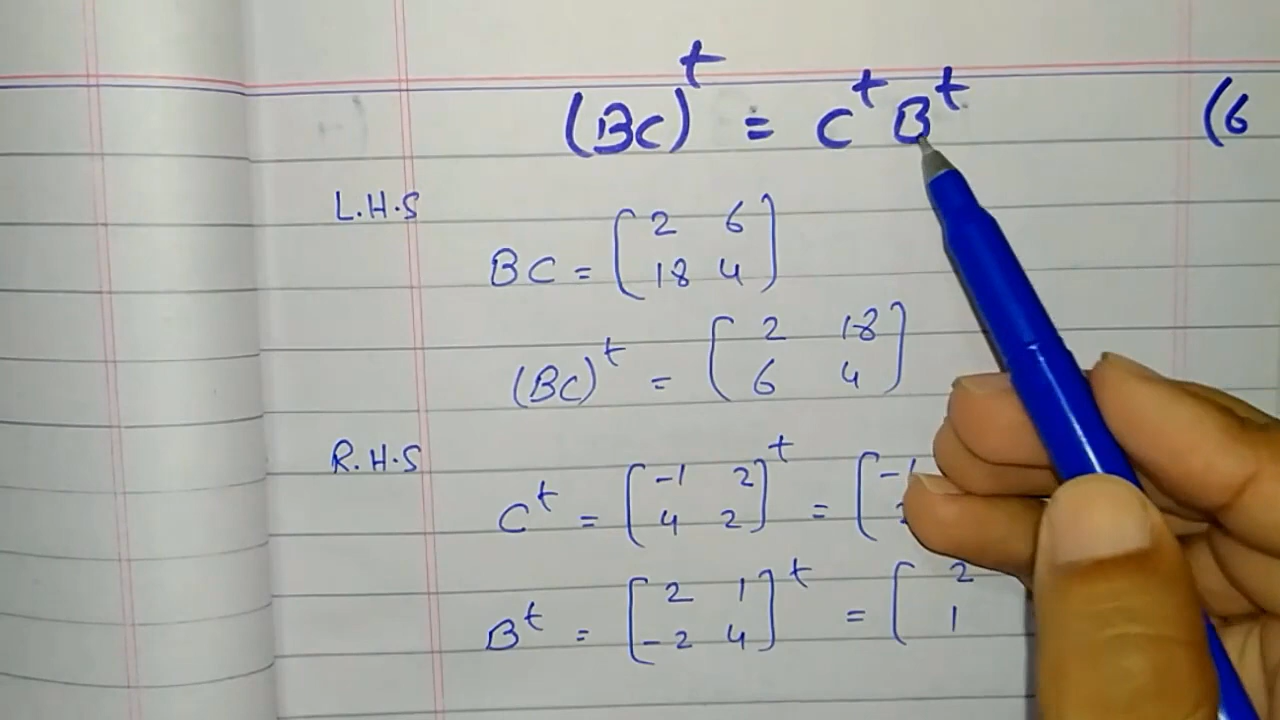 (BC)^t = C^t B^t (6
L.H.S
BC = [2 6
18 4]
(BC)^t = [2 18
6 4]
R.H.S
C^t = [-1 2
4 2]^t = [-1
B^t = [2 1
-2 4]^t = [2
1